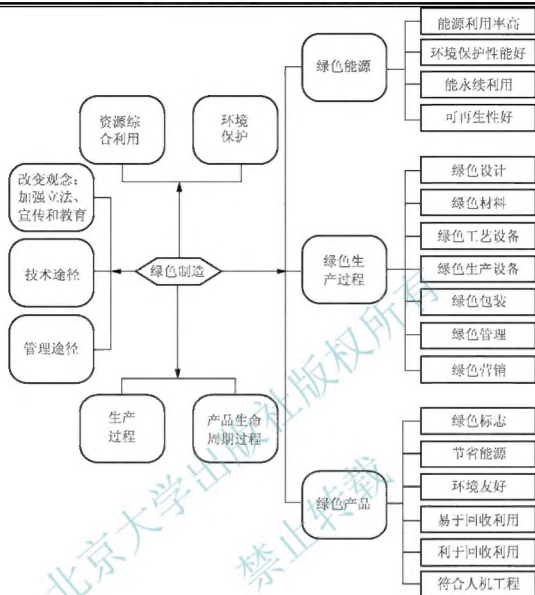 能源利用率高
环境保护性能好
能永续利用
可再生性好
绿色能源
资源综
合利用
环境
保护
改变观念：
加强立法、
宣传和教育
技术途径
管理途径
绿色制造
生产
过程
产品生命
周期过程
绿色生
产过程
绿色设计
绿色材料
绿色工艺设备
绿色生产设备
绿色包装
绿色管理
绿色营销
绿色产品
绿色标志
节省能源
环境友好
易于回收利用
利于回收利用
符合人机工程
北京大学出版社版权所有
禁止转载